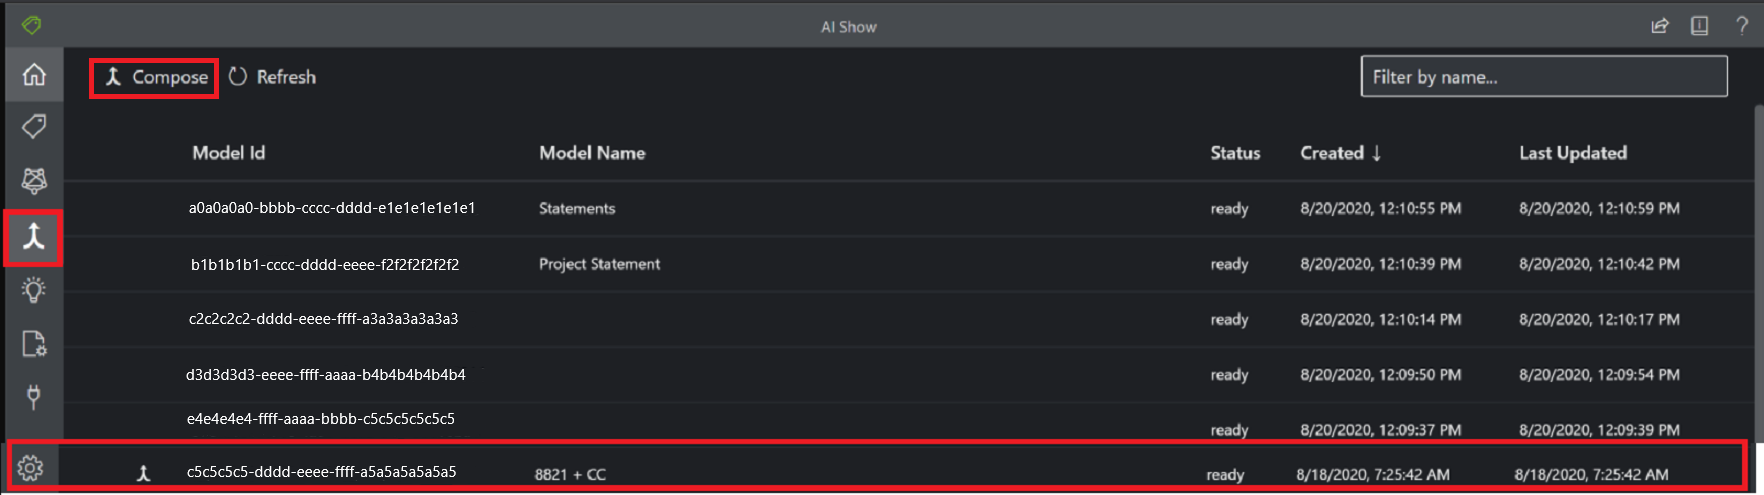 AI Show
?
Compose Refresh Filter by name...
Model Id Model Name Status Created ↓ Last Updated
a0a0a0a0-bbbb-cccc-dddd-e1e1e1e1e1e1 Statements ready 8/20/2020, 12:10:55 PM 8/20/2020, 12:10:59 PM
b1b1b1b1-cccc-dddd-eeee-f2f2f2f2f2f2 Project Statement ready 8/20/2020, 12:10:39 PM 8/20/2020, 12:10:42 PM
c2c2c2c2-dddd-eeee-ffff-a3a3a3a3a3a3 ready 8/20/2020, 12:10:14 PM 8/20/2020, 12:10:17 PM
d3d3d3d3-eeee-ffff-aaaa-b4b4b4b4b4b4 ready 8/20/2020, 12:09:50 PM 8/20/2020, 12:09:54 PM
e4e4e4e4-ffff-aaaa-bbbb-c5c5c5c5c5c5 ready 8/20/2020, 12:09:37 PM 8/20/2020, 12:09:39 PM
c5c5c5c5-dddd-eeee-ffff-a5a5a5a5a5a5 8821 + CC ready 8/18/2020, 7:25:42 AM 8/18/2020, 7:25:42 AM